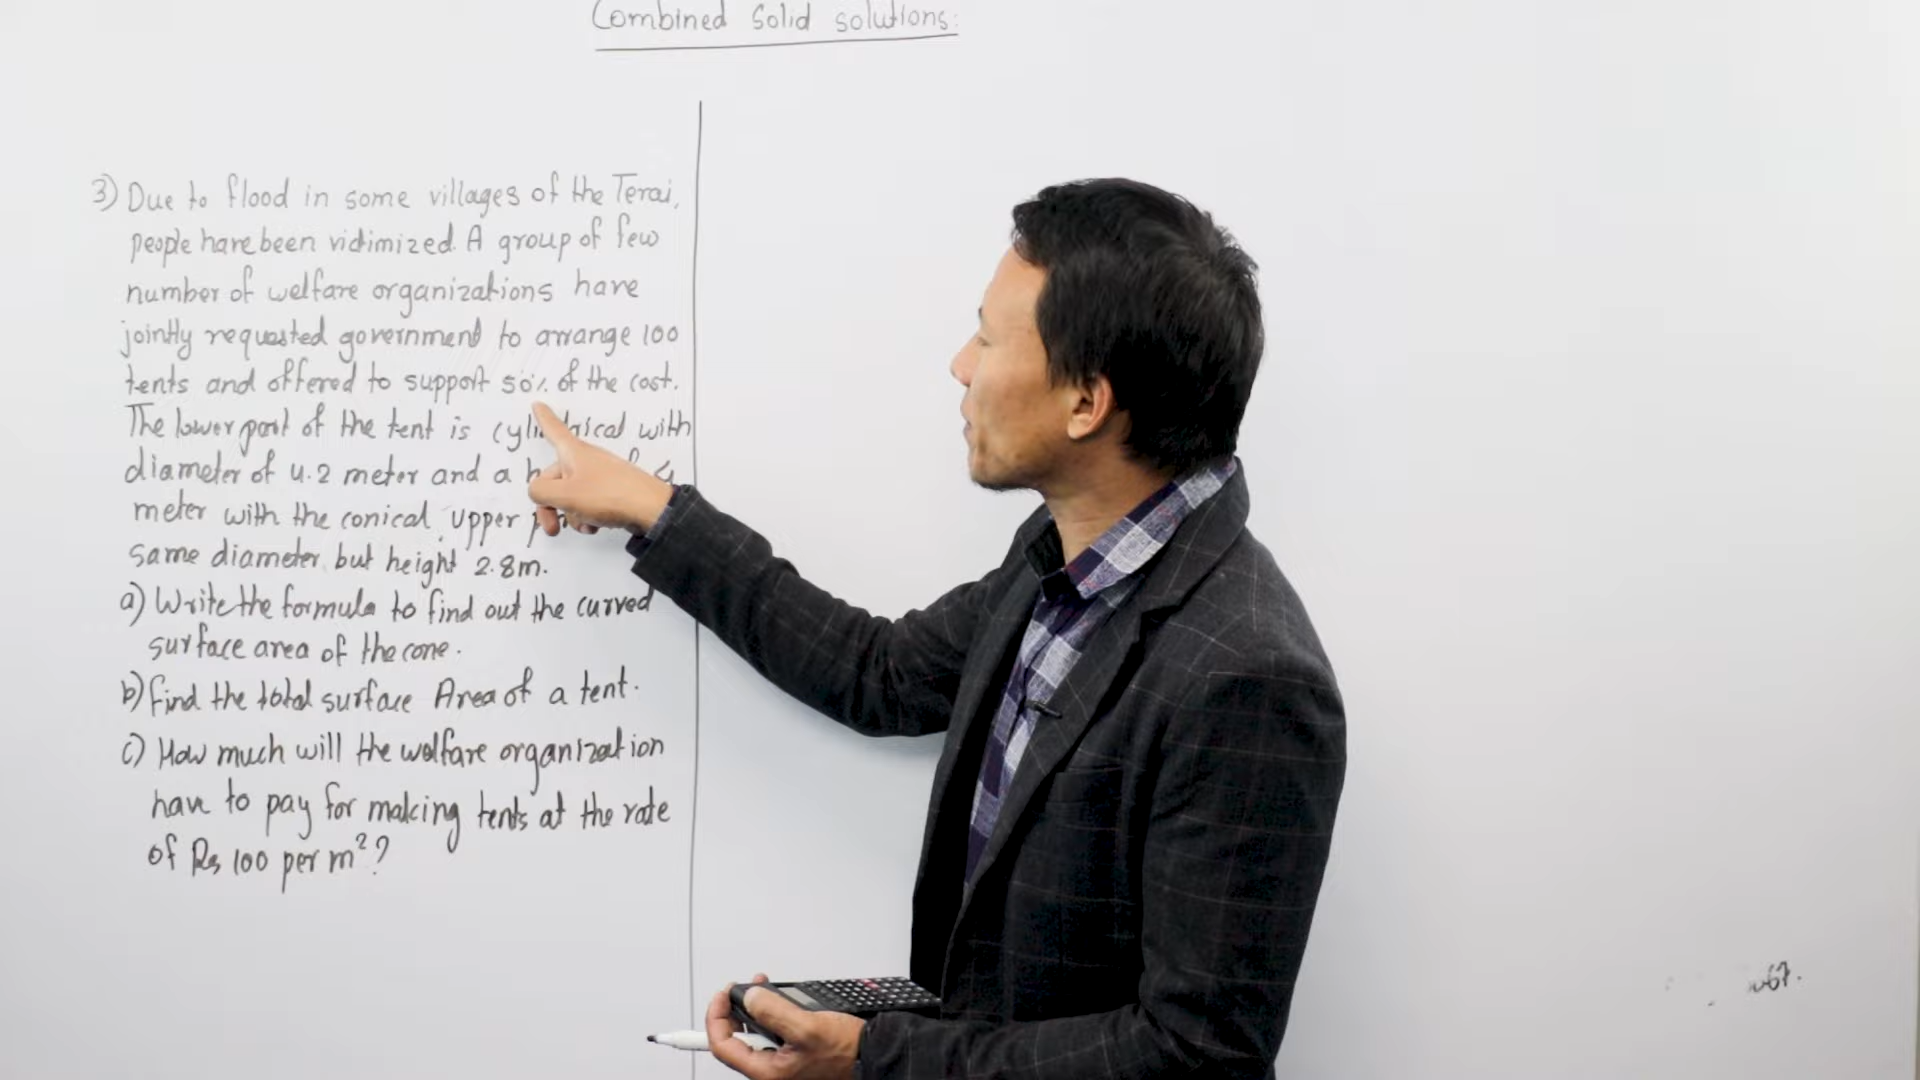 Combined Solid solutions:
3) Due to flood in some villages of the Terai,
people have been victimized. A group of few
number of welfare organizations have
jointly requested government to arrange 100
tents and offered to support 50% of the cost.
The lower part of the tent is cylindrical with
diameter of 4.2 meter and a
meter with the conical upper
same diameter but height 2.8m.
a) Write the formula to find out the curved
surface area of the cone.
b) Find the total surface Area of a tent.
c) How much will the welfare organization
have to pay for making tents at the rate
of Rs 100 per m²?